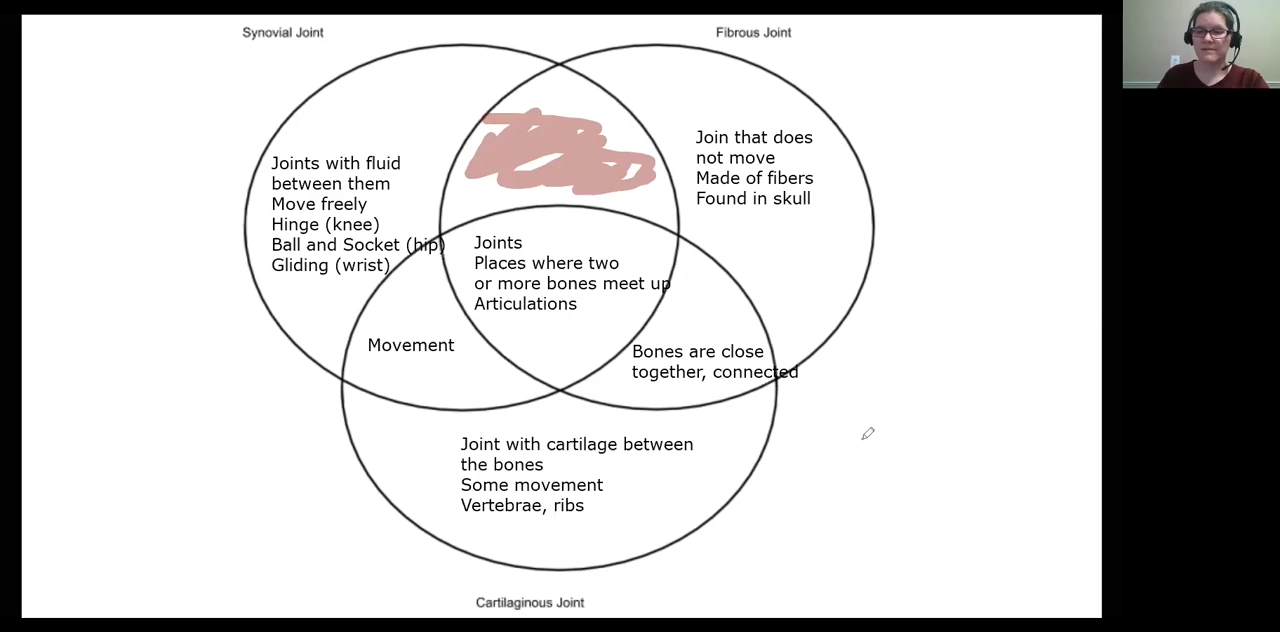 Synovial Joint
Fibrous Joint
Joints with fluid
between them
Move freely
Hinge (knee)
Ball and Socket (hip)
Gliding (wrist)
Join that does
not move
Made of fibers
Found in skull
Joints
Places where two
or more bones meet up
Articulations
Movement
Bones are close
together, connected
Joint with cartilage between
the bones
Some movement
Vertebrae, ribs
Cartilaginous Joint